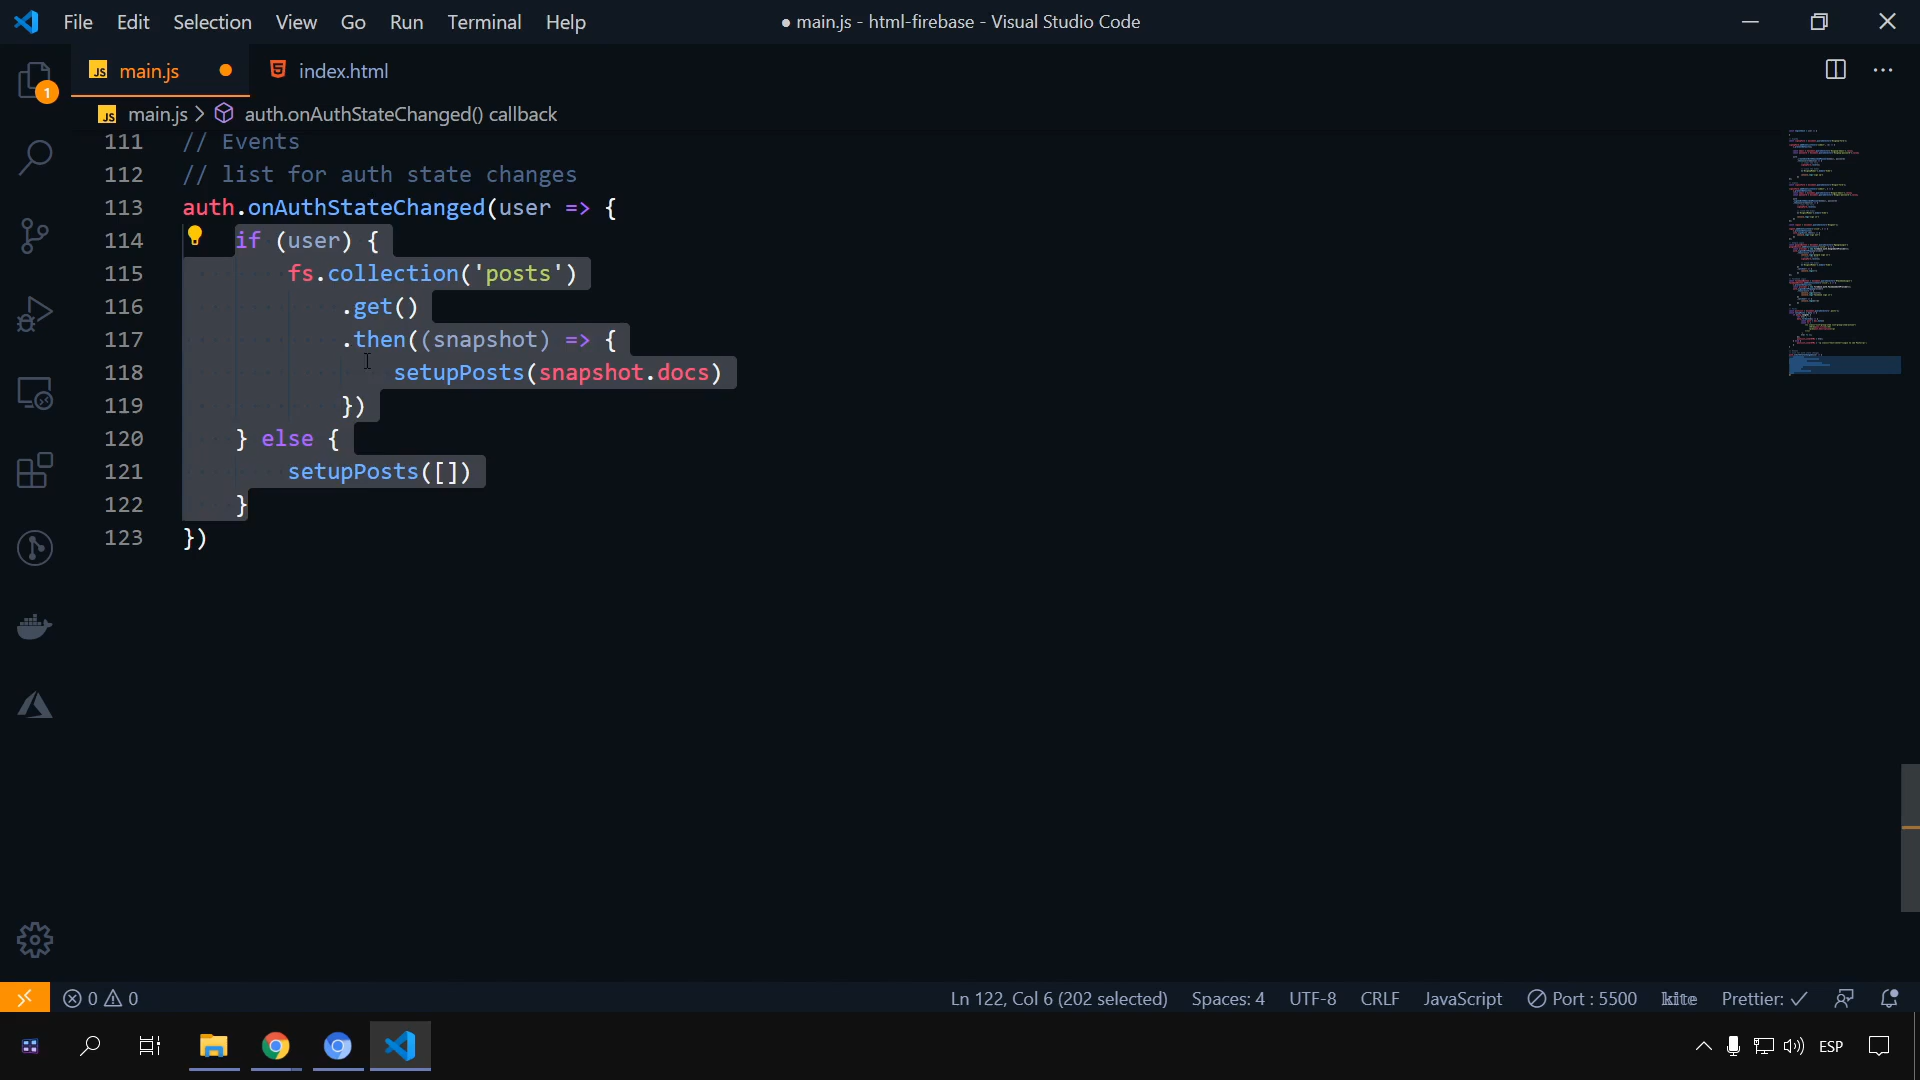 File Edit Selection View Go Run Terminal Help
● main.js - html-firebase - Visual Studio Code
JS main.js
index.html
1
JS main.js > auth.onAuthStateChanged() callback
111 // Events
112 // list for auth state changes
113 auth.onAuthStateChanged(user => {
114 if (user) {
115 fs.collection('posts')
116 .get()
117 .then((snapshot) => {
118 setupPosts(snapshot.docs)
119 })
120 } else {
121 setupPosts([])
122 }
123 })
0 0 Ln 122, Col 6 (202 selected) Spaces: 4 UTF-8 CRLF JavaScript Port : 5500 kite Prettier: ✓
ESP